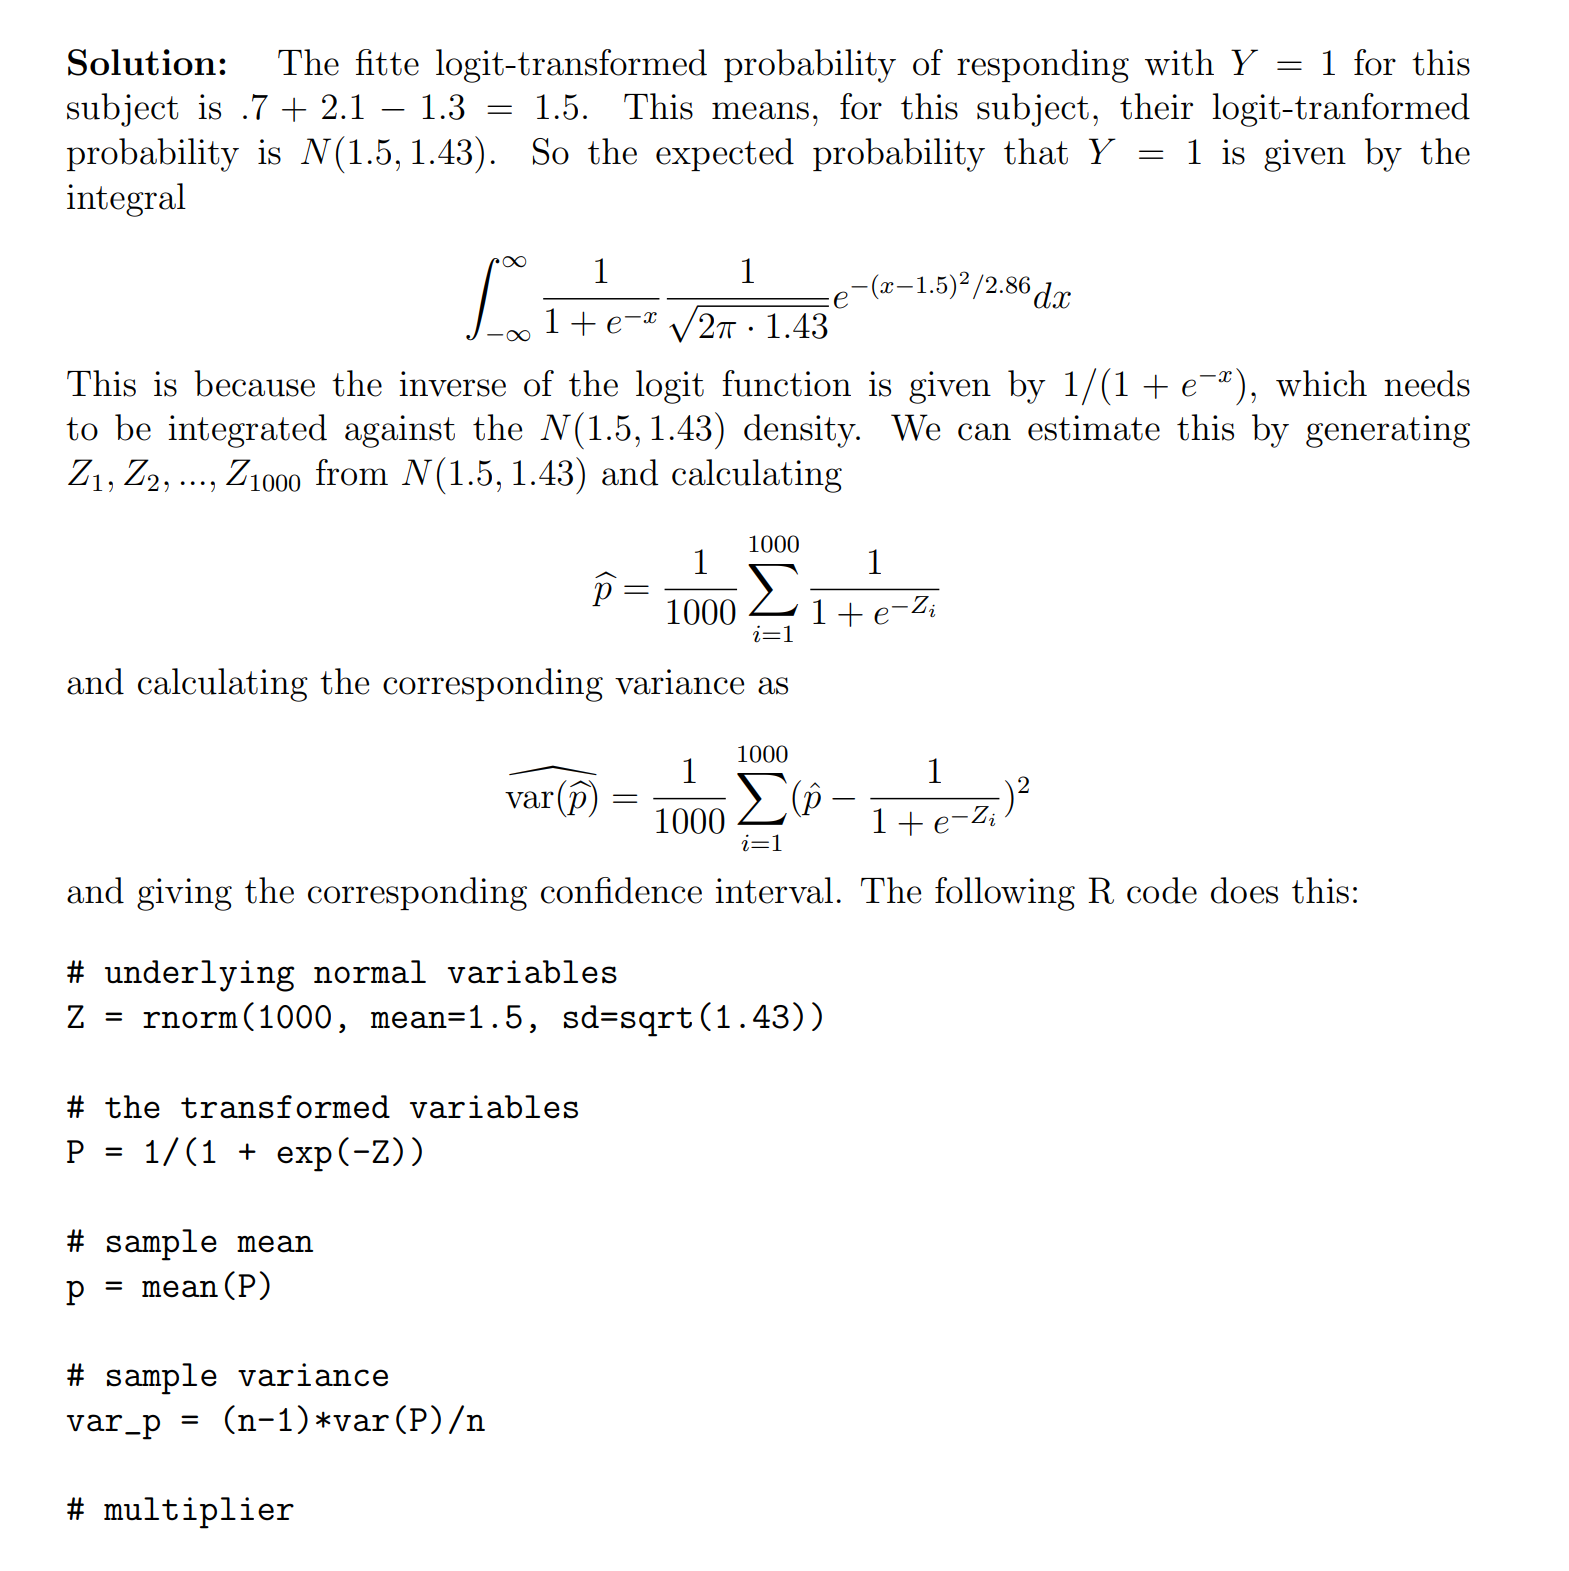 Solution: The fitte logit-transformed probability of responding with Y = 1 for this
subject is .7 + 2.1 − 1.3 = 1.5. This means, for this subject, their logit-tranformed
probability is N(1.5, 1.43). So the expected probability that Y = 1 is given by the
integral
∫_{−∞}^{∞} \frac{1}{1 + e^{−x}} \frac{1}{\sqrt{2π · 1.43}} e^{−(x−1.5)^2/2.86} dx
This is because the inverse of the logit function is given by 1/(1 + e^{−x}), which needs
to be integrated against the N(1.5, 1.43) density. We can estimate this by generating
Z_1, Z_2, ..., Z_{1000} from N(1.5, 1.43) and calculating
\widehat{p} = \frac{1}{1000} \sum_{i=1}^{1000} \frac{1}{1 + e^{−Z_i}}
and calculating the corresponding variance as
\widehat{var(\widehat{p})} = \frac{1}{1000} \sum_{i=1}^{1000} (\hat{p} − \frac{1}{1 + e^{−Z_i}})^2
and giving the corresponding confidence interval. The following R code does this:
# underlying normal variables
Z = rnorm(1000, mean=1.5, sd=sqrt(1.43))
# the transformed variables
P = 1/(1 + exp(-Z))
# sample mean
p = mean(P)
# sample variance
var_p = (n-1)*var(P)/n
# multiplier